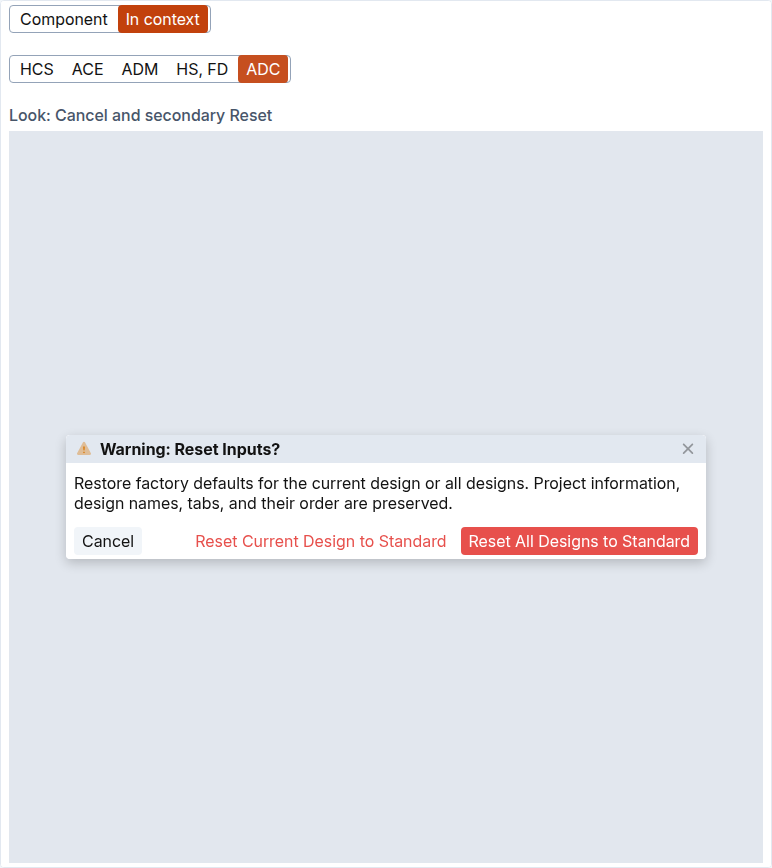 Component In context
HCS ACE ADM HS, FD ADC
Look: Cancel and secondary Reset
Warning: Reset Inputs?
Restore factory defaults for the current design or all designs. Project information,
design names, tabs, and their order are preserved.
Cancel Reset Current Design to Standard Reset All Designs to Standard